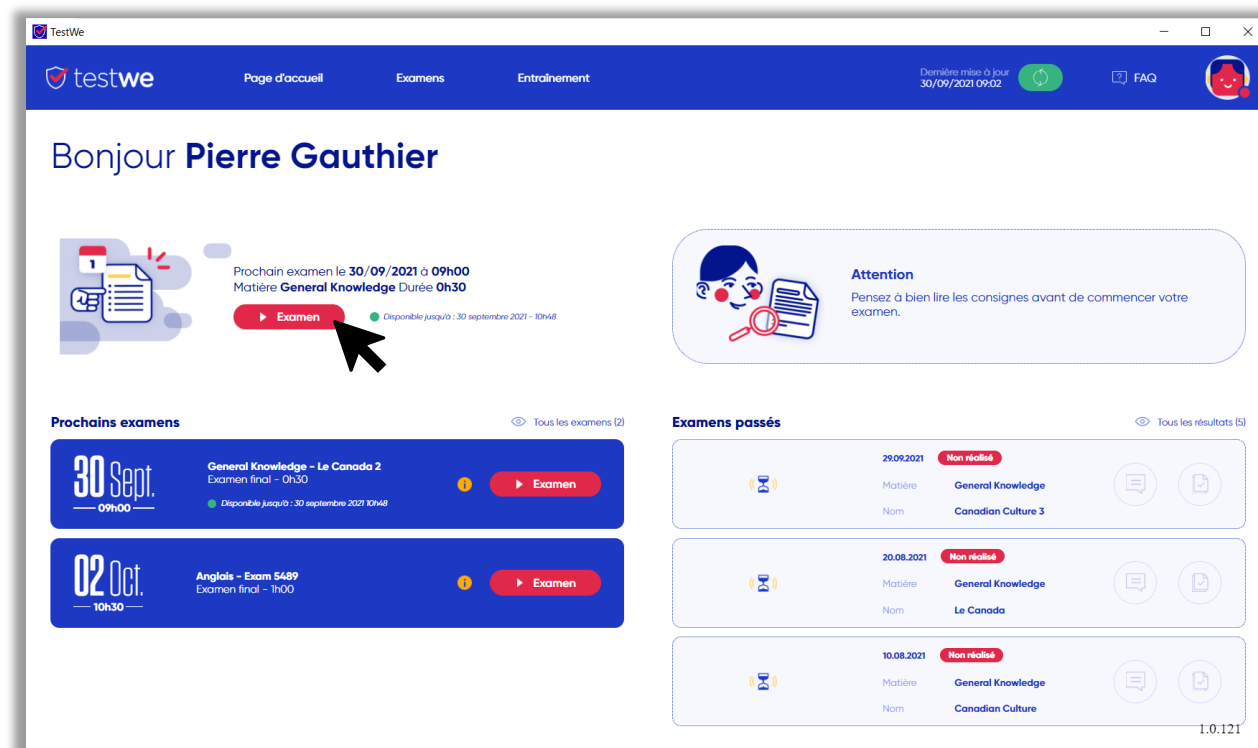 TestWe
testwe
Page d'accueil
Examens
Entraînement
Dernière mise à jour
30/09/2021 09:02
? FAQ
Bonjour Pierre Gauthier
1
Prochain examen le 30/09/2021 à 09h00
Matière General Knowledge Durée 0h30
Examen
Disponible jusqu'à : 30 septembre 2021 - 10h48
Attention
Pensez à bien lire les consignes avant de commencer votre
examen.
Prochains examens
Tous les examens (2)
30 Sept.
09h00
General Knowledge - Le Canada 2
Examen final - 0h30
Disponible jusqu'à : 30 septembre 2021 10h48
i
Examen
02 Oct.
10h30
Anglais - Exam 5489
Examen final - 1h00
i
Examen
Examens passés
Tous les résultats (5)
29.09.2021 Non réalisé
Matière General Knowledge
Nom Canadian Culture 3
20.08.2021 Non réalisé
Matière General Knowledge
Nom Le Canada
10.08.2021 Non réalisé
Matière General Knowledge
Nom Canadian Culture
1.0.121